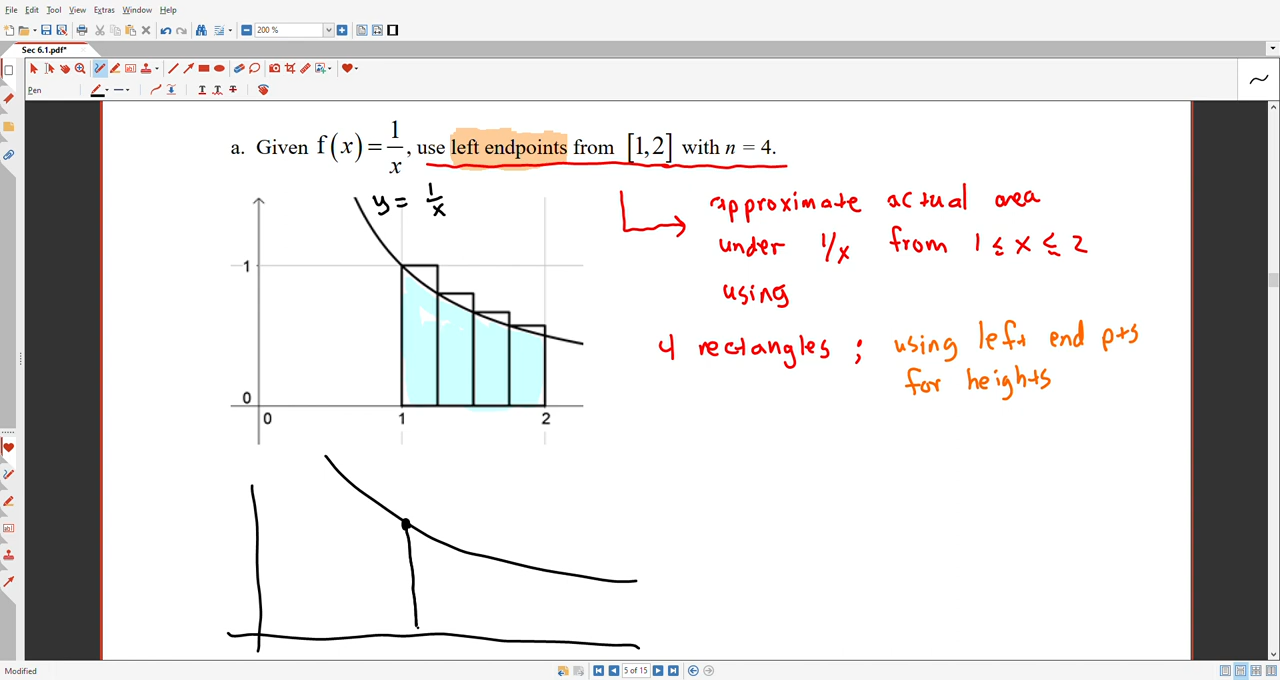 File Edit Tool View Extras Window Help
200 %
Sec 6.1.pdf*
Pen
a. Given f(x) = 1/x, use left endpoints from [1,2] with n = 4.
y = 1/x
approximate actual area
under 1/x from 1 ≤ x ≤ 2
using
4 rectangles ; using left end pts
for heights
1
0
0 1 2
Modified
5 of 15